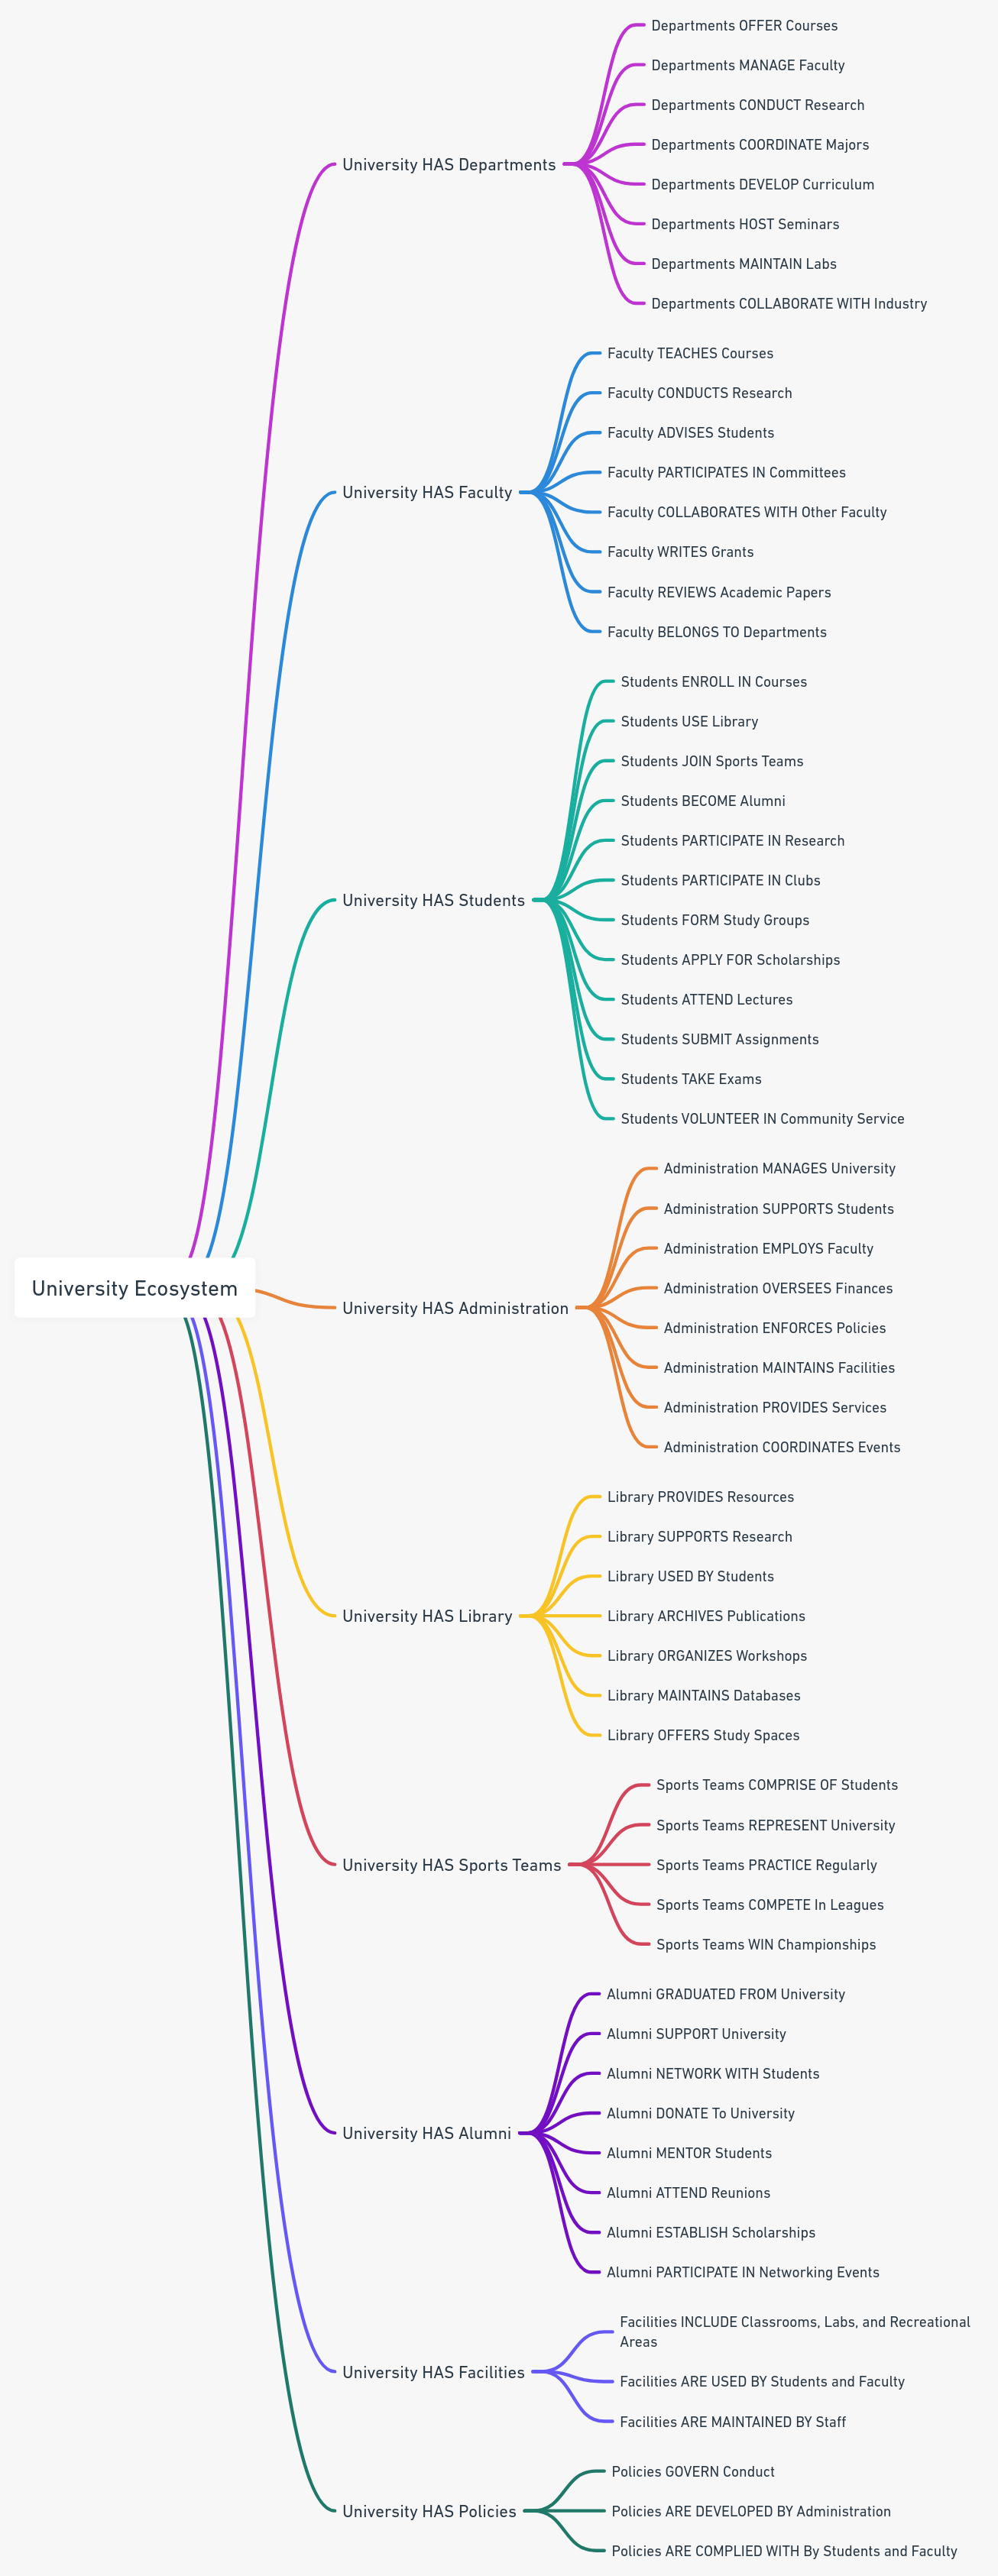 Departments OFFER Courses
Departments MANAGE Faculty
Departments CONDUCT Research
Departments COORDINATE Majors
University HAS Departments
Departments DEVELOP Curriculum
Departments HOST Seminars
Departments MAINTAIN Labs
Departments COLLABORATE WITH Industry
Faculty TEACHES Courses
Faculty CONDUCTS Research
Faculty ADVISES Students
Faculty PARTICIPATES IN Committees
University HAS Faculty
Faculty COLLABORATES WITH Other Faculty
Faculty WRITES Grants
Faculty REVIEWS Academic Papers
Faculty BELONGS TO Departments
Students ENROLL IN Courses
Students USE Library
Students JOIN Sports Teams
Students BECOME Alumni
Students PARTICIPATE IN Research
Students PARTICIPATE IN Clubs
University HAS Students
Students FORM Study Groups
Students APPLY FOR Scholarships
Students ATTEND Lectures
Students SUBMIT Assignments
Students TAKE Exams
Students VOLUNTEER IN Community Service
Administration MANAGES University
Administration SUPPORTS Students
Administration EMPLOYS Faculty
University Ecosystem
Administration OVERSEES Finances
University HAS Administration
Administration ENFORCES Policies
Administration MAINTAINS Facilities
Administration PROVIDES Services
Administration COORDINATES Events
Library PROVIDES Resources
Library SUPPORTS Research
Library USED BY Students
University HAS Library
Library ARCHIVES Publications
Library ORGANIZES Workshops
Library MAINTAINS Databases
Library OFFERS Study Spaces
Sports Teams COMPRISE OF Students
Sports Teams REPRESENT University
University HAS Sports Teams
Sports Teams PRACTICE Regularly
Sports Teams COMPETE In Leagues
Sports Teams WIN Championships
Alumni GRADUATED FROM University
Alumni SUPPORT University
Alumni NETWORK WITH Students
Alumni DONATE To University
University HAS Alumni
Alumni MENTOR Students
Alumni ATTEND Reunions
Alumni ESTABLISH Scholarships
Alumni PARTICIPATE IN Networking Events
Facilities INCLUDE Classrooms, Labs, and Recreational
Areas
University HAS Facilities
Facilities ARE USED BY Students and Faculty
Facilities ARE MAINTAINED BY Staff
Policies GOVERN Conduct
University HAS Policies
Policies ARE DEVELOPED BY Administration
Policies ARE COMPLIED WITH By Students and Faculty